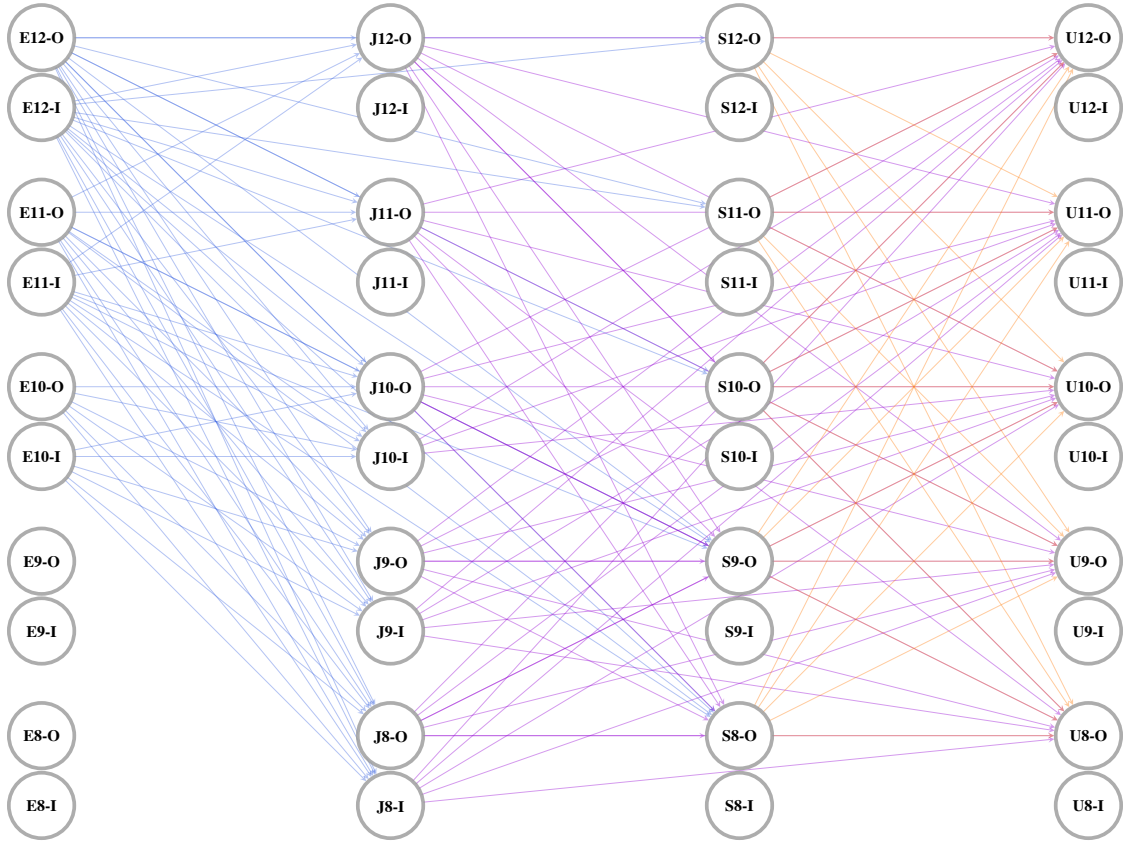 E12-O J12-O S12-O U12-O
E12-I J12-I S12-I U12-I
E11-O J11-O S11-O U11-O
E11-I J11-I S11-I U11-I
E10-O J10-O S10-O U10-O
E10-I J10-I S10-I U10-I
E9-O J9-O S9-O U9-O
E9-I J9-I S9-I U9-I
E8-O J8-O S8-O U8-O
E8-I J8-I S8-I U8-I